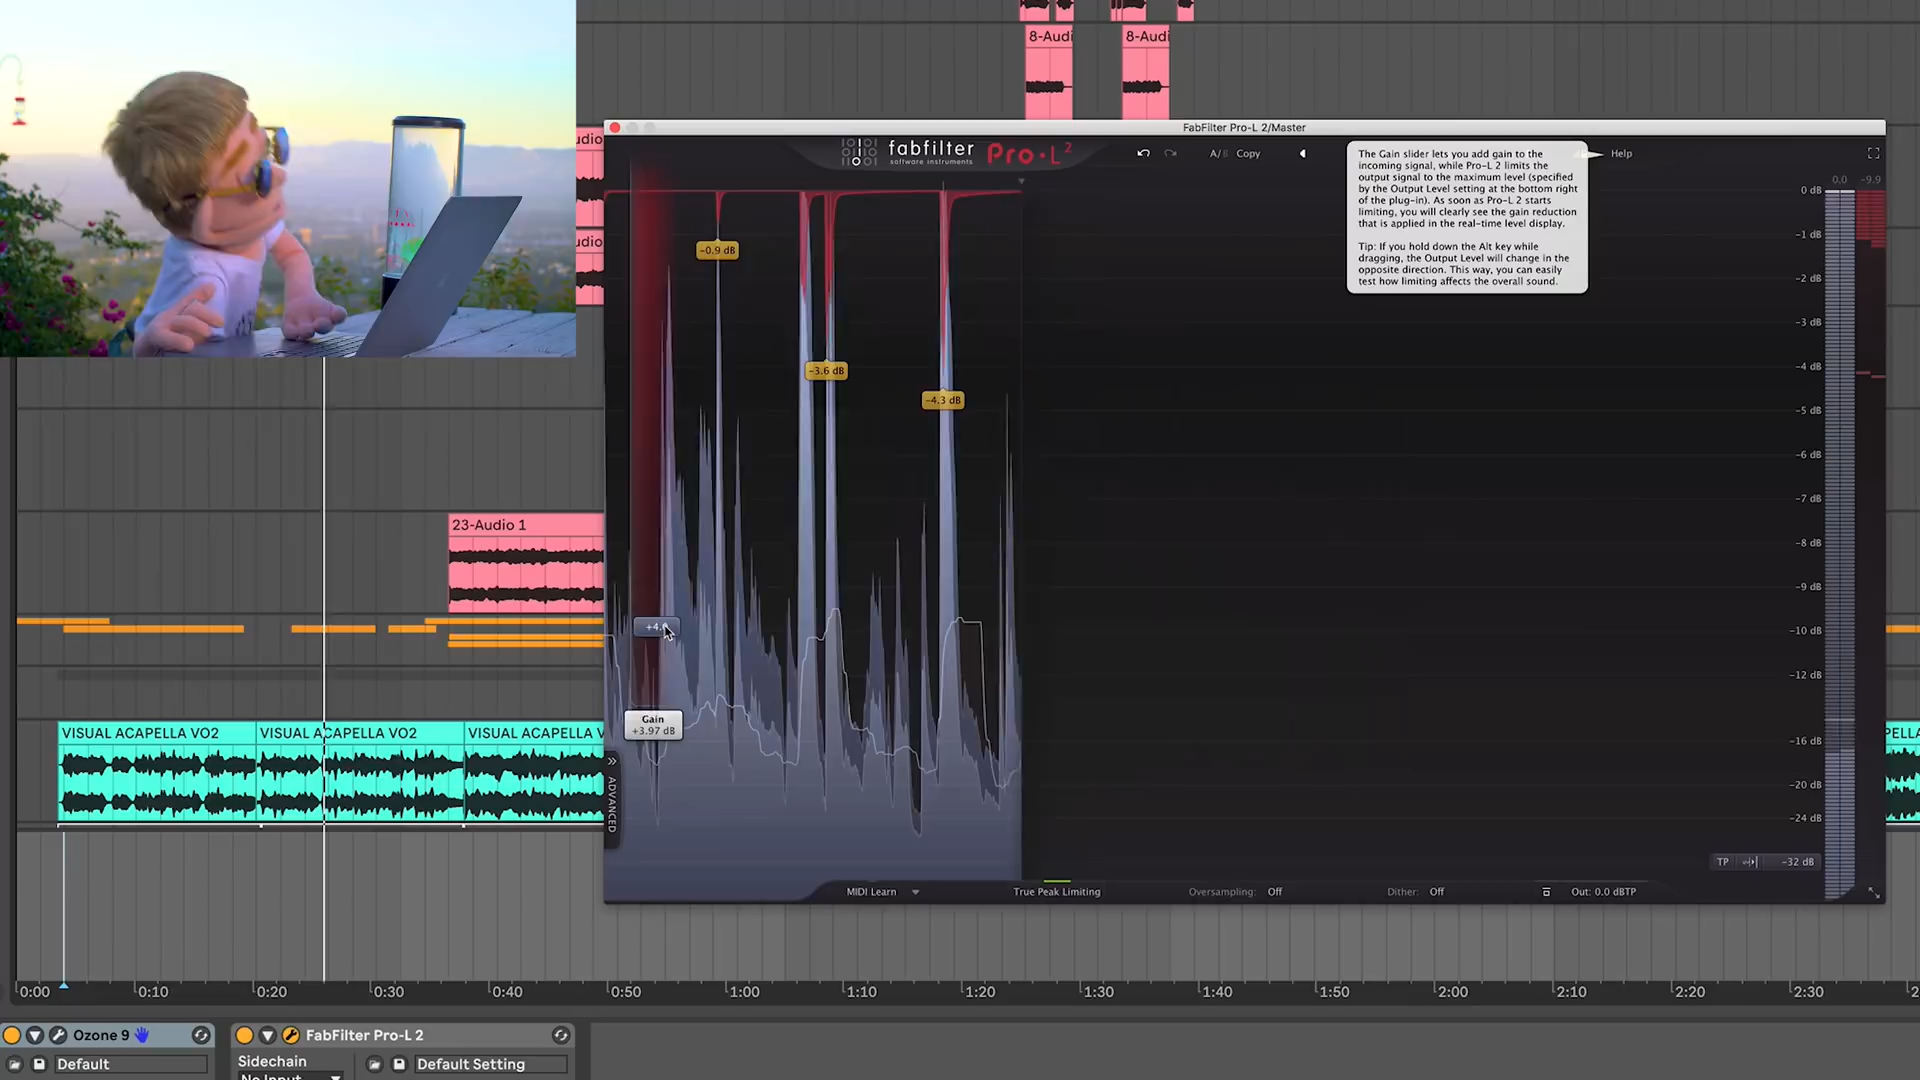 8-Audi
8-Audi
FabFilter Pro-L 2/Master
fabfilter
software instruments
Pro·L 2
A/B
Copy
Help
The Gain slider lets you add gain to the
incoming signal, while Pro-L 2 limits the
output signal to the maximum level (specified
by the Output Level setting at the bottom right
of the plug-in). As soon as Pro-L 2 starts
limiting, you will clearly see the gain reduction
that is applied in the real-time level display.
Tip: If you hold down the Alt key while
dragging, the Output Level will change in the
opposite direction. This way, you can easily
test how limiting affects the overall sound.
udio
udio
0.0
-9.9
0 dB
-1 dB
-2 dB
-3 dB
-4 dB
-5 dB
-6 dB
-7 dB
-8 dB
-9 dB
-10 dB
-12 dB
-16 dB
-20 dB
-24 dB
-0.9 dB
-3.6 dB
-4.3 dB
23-Audio 1
Gain
+3.97 dB
VISUAL ACAPELLA VO2
VISUAL ACAPELLA VO2
VISUAL ACAPELLA V
PELLA
ADVANCED
TP
-32 dB
MIDI Learn
True Peak Limiting
Oversampling: Off
Dither: Off
Out: 0.0 dBTP
0:00
0:10
0:20
0:30
0:40
0:50
1:00
1:10
1:20
1:30
1:40
1:50
2:00
2:10
2:20
2:30
Ozone 9
FabFilter Pro-L 2
Default
Sidechain
Default Setting
No Input